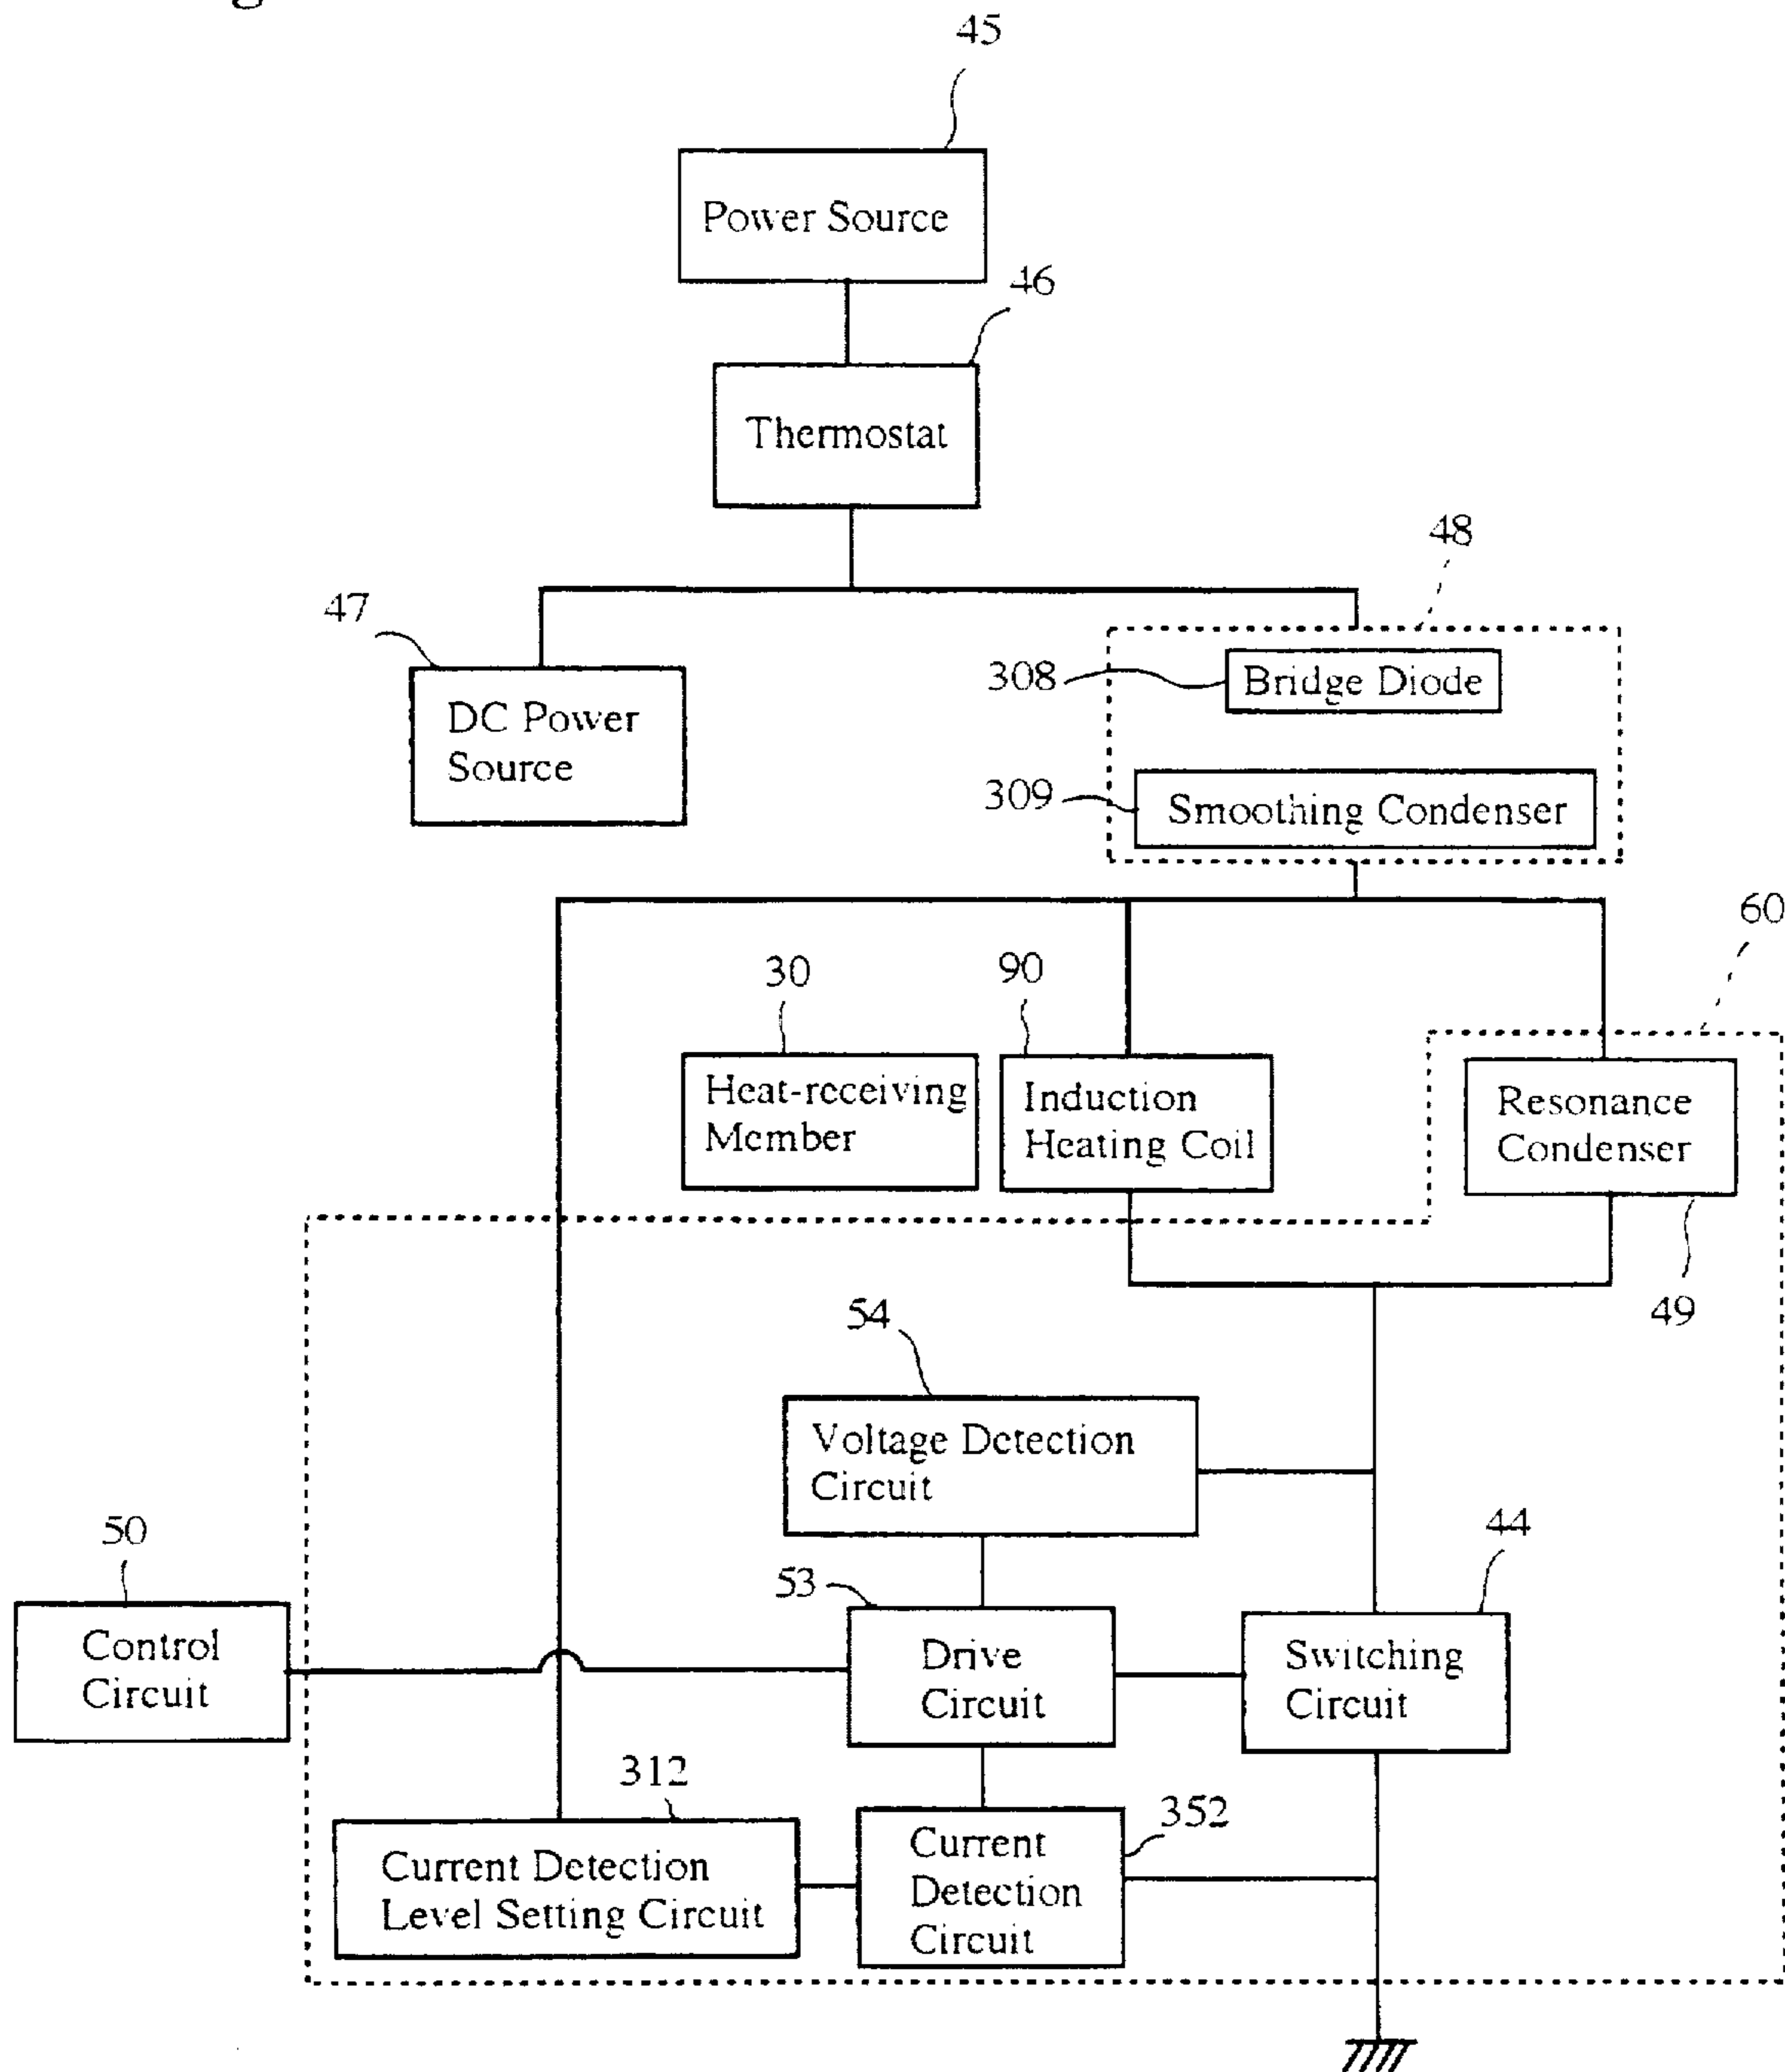 45
Power Source
46
Thermostat
48
47
308
Bridge Diode
DC Power
Source
309
Smoothing Condenser
60
30
90
Heat-receiving
Member
Induction
Heating Coil
Resonance
Condenser
49
54
Voltage Detection
Circuit
50
44
53
Control
Circuit
Drive
Circuit
Switching
Circuit
312
352
Current Detection
Level Setting Circuit
Current
Detection
Circuit